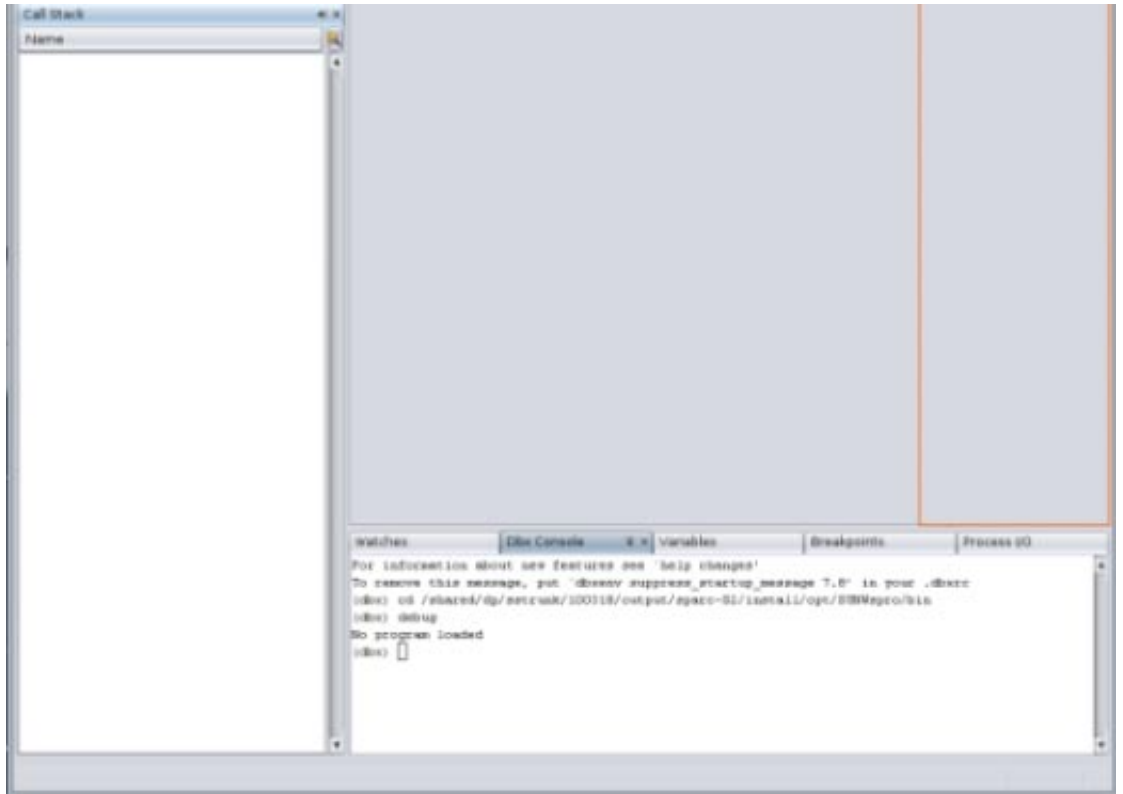 Call Stack
Name
Watches
Dbx Console
Variables
Breakpoints
Process I/O
For information about new features see `help changes'
To remove this message, put `dbxenv suppress_startup_message 7.8' in your .dbxrc
(dbx) cd /shared/dp/sstrunk/100318/output/sparc-S2/install/opt/SUNWspro/bin
(dbx) debug
No program loaded
(dbx)